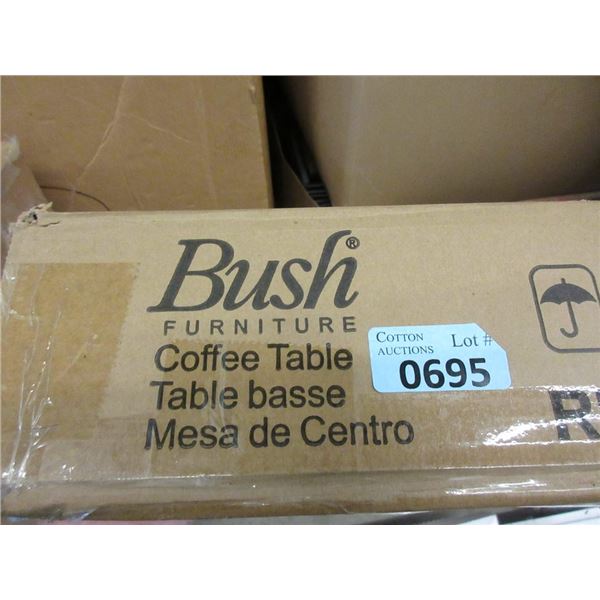 Bush®
FURNITURE
Coffee Table
Table basse
Mesa de Centro
COTTON
AUCTIONS
Lot #
0695